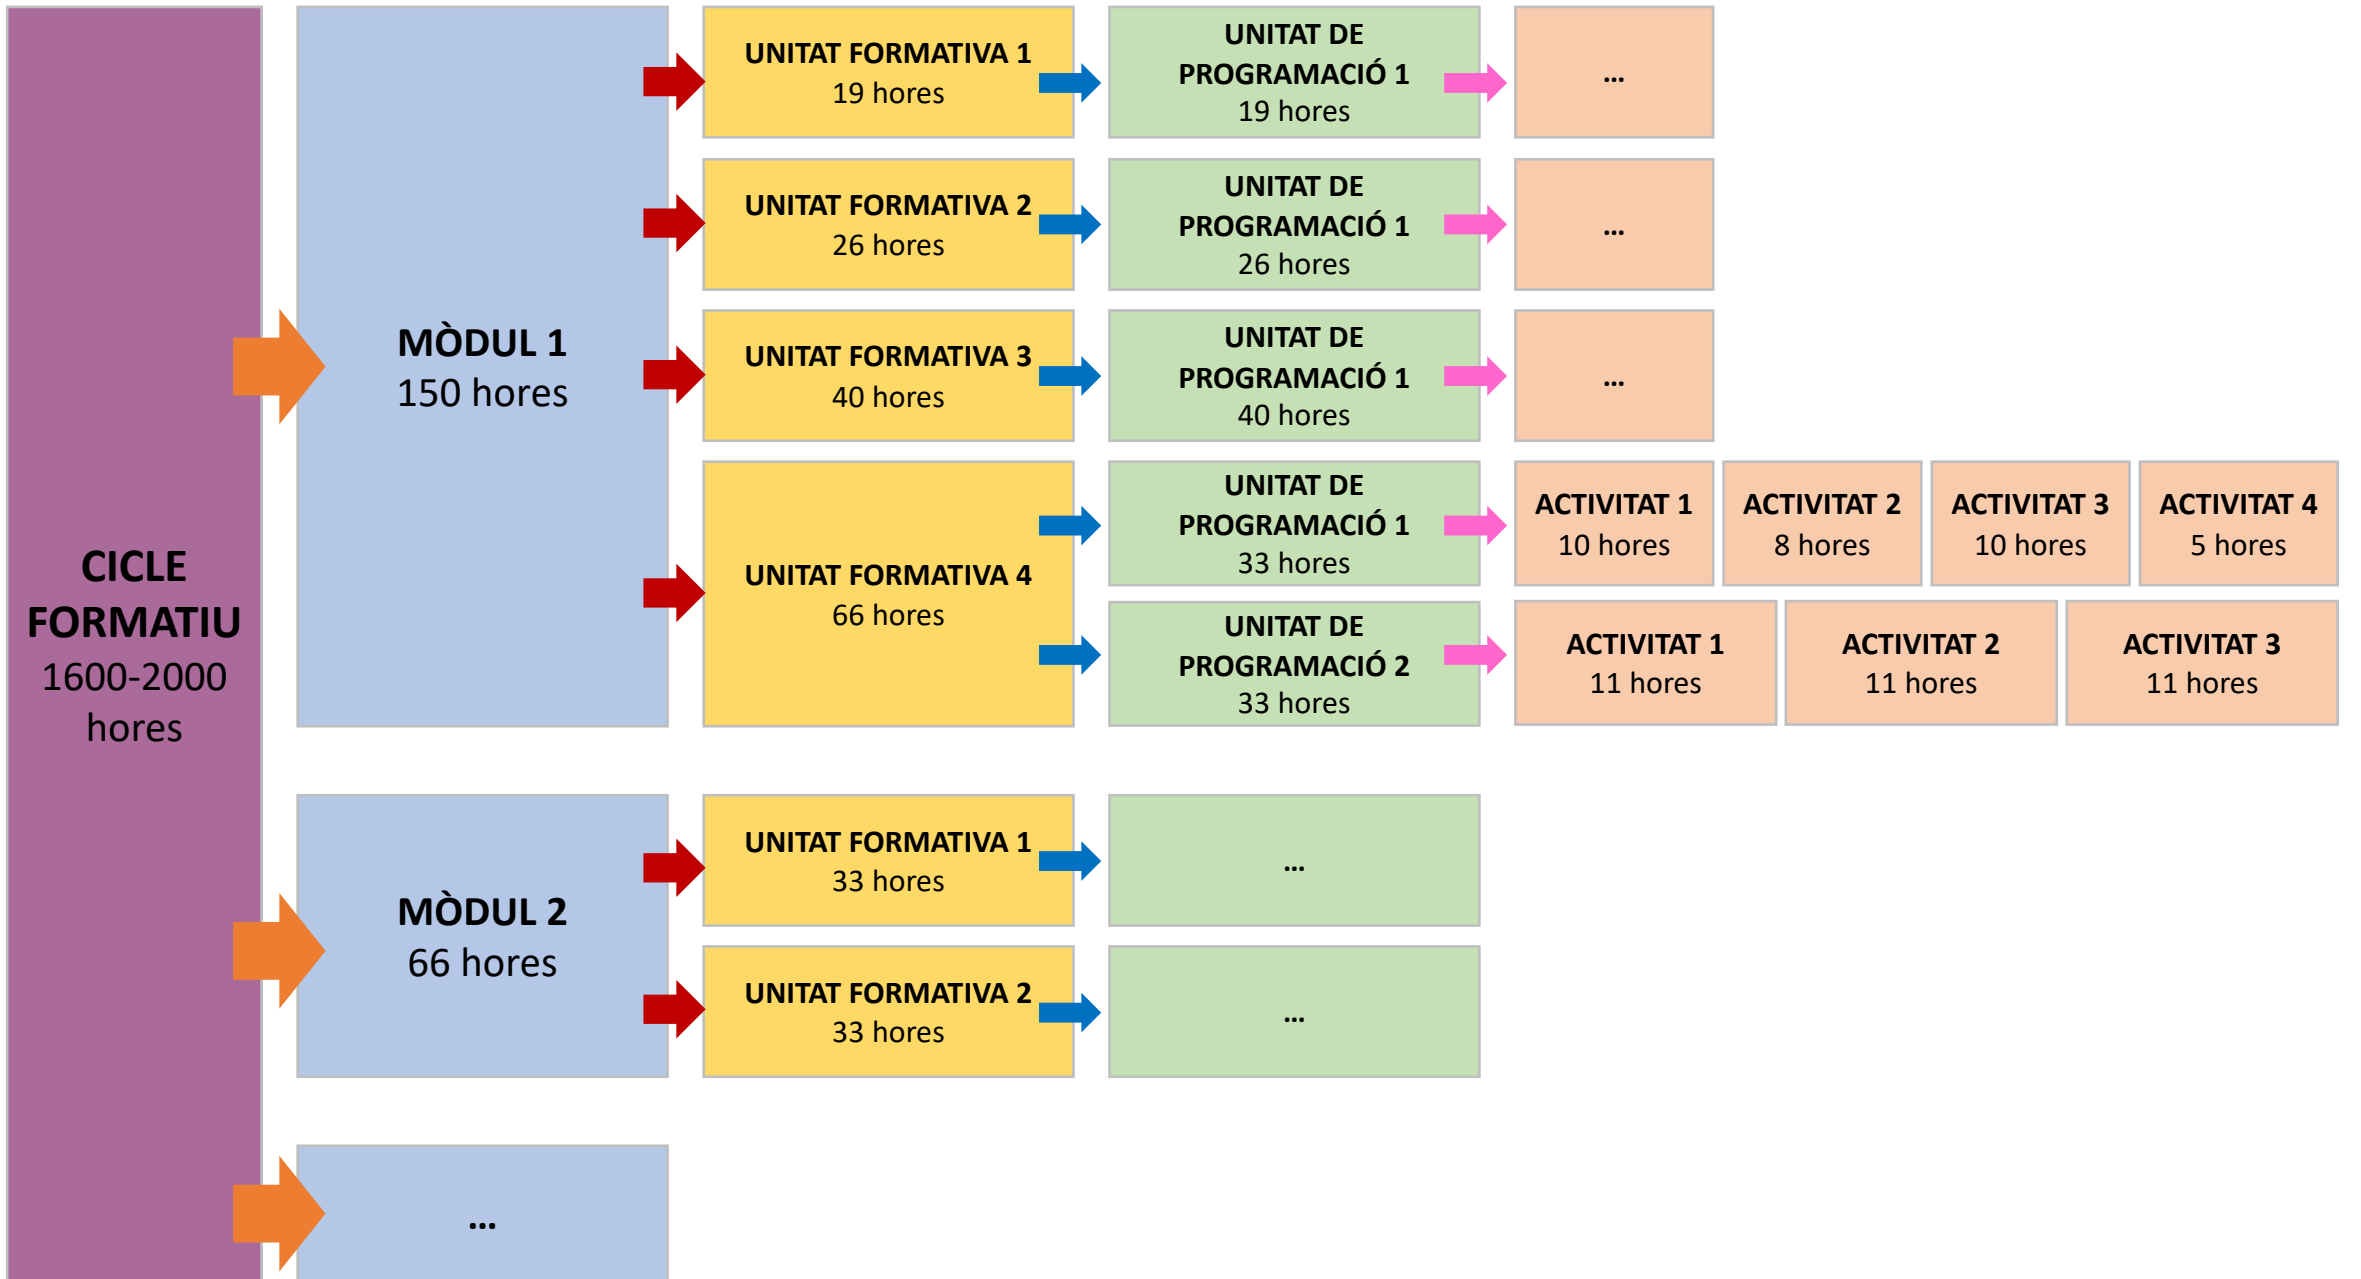 CICLE
FORMATIU
1600-2000
hores
MÒDUL 1
150 hores
UNITAT FORMATIVA 1
19 hores
UNITAT DE
PROGRAMACIÓ 1
19 hores
...
UNITAT FORMATIVA 2
26 hores
UNITAT DE
PROGRAMACIÓ 1
26 hores
...
UNITAT FORMATIVA 3
40 hores
UNITAT DE
PROGRAMACIÓ 1
40 hores
...
UNITAT FORMATIVA 4
66 hores
UNITAT DE
PROGRAMACIÓ 1
33 hores
ACTIVITAT 1
10 hores
ACTIVITAT 2
8 hores
ACTIVITAT 3
10 hores
ACTIVITAT 4
5 hores
UNITAT DE
PROGRAMACIÓ 2
33 hores
ACTIVITAT 1
11 hores
ACTIVITAT 2
11 hores
ACTIVITAT 3
11 hores
MÒDUL 2
66 hores
UNITAT FORMATIVA 1
33 hores
...
UNITAT FORMATIVA 2
33 hores
...
...